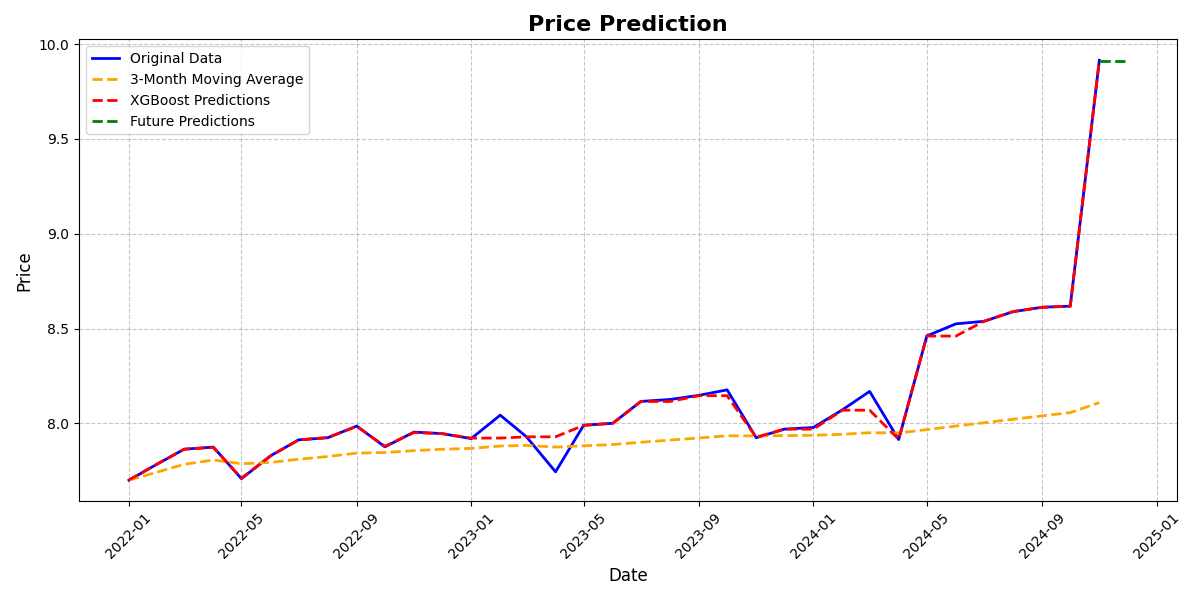 Price Prediction
Original Data
3-Month Moving Average
XGBoost Predictions
Future Predictions
Price
10.0
9.5
9.0
8.5
8.0
2022-01
2022-05
2022-09
2023-01
2023-05
2023-09
2024-01
2024-05
2024-09
2025-01
Date